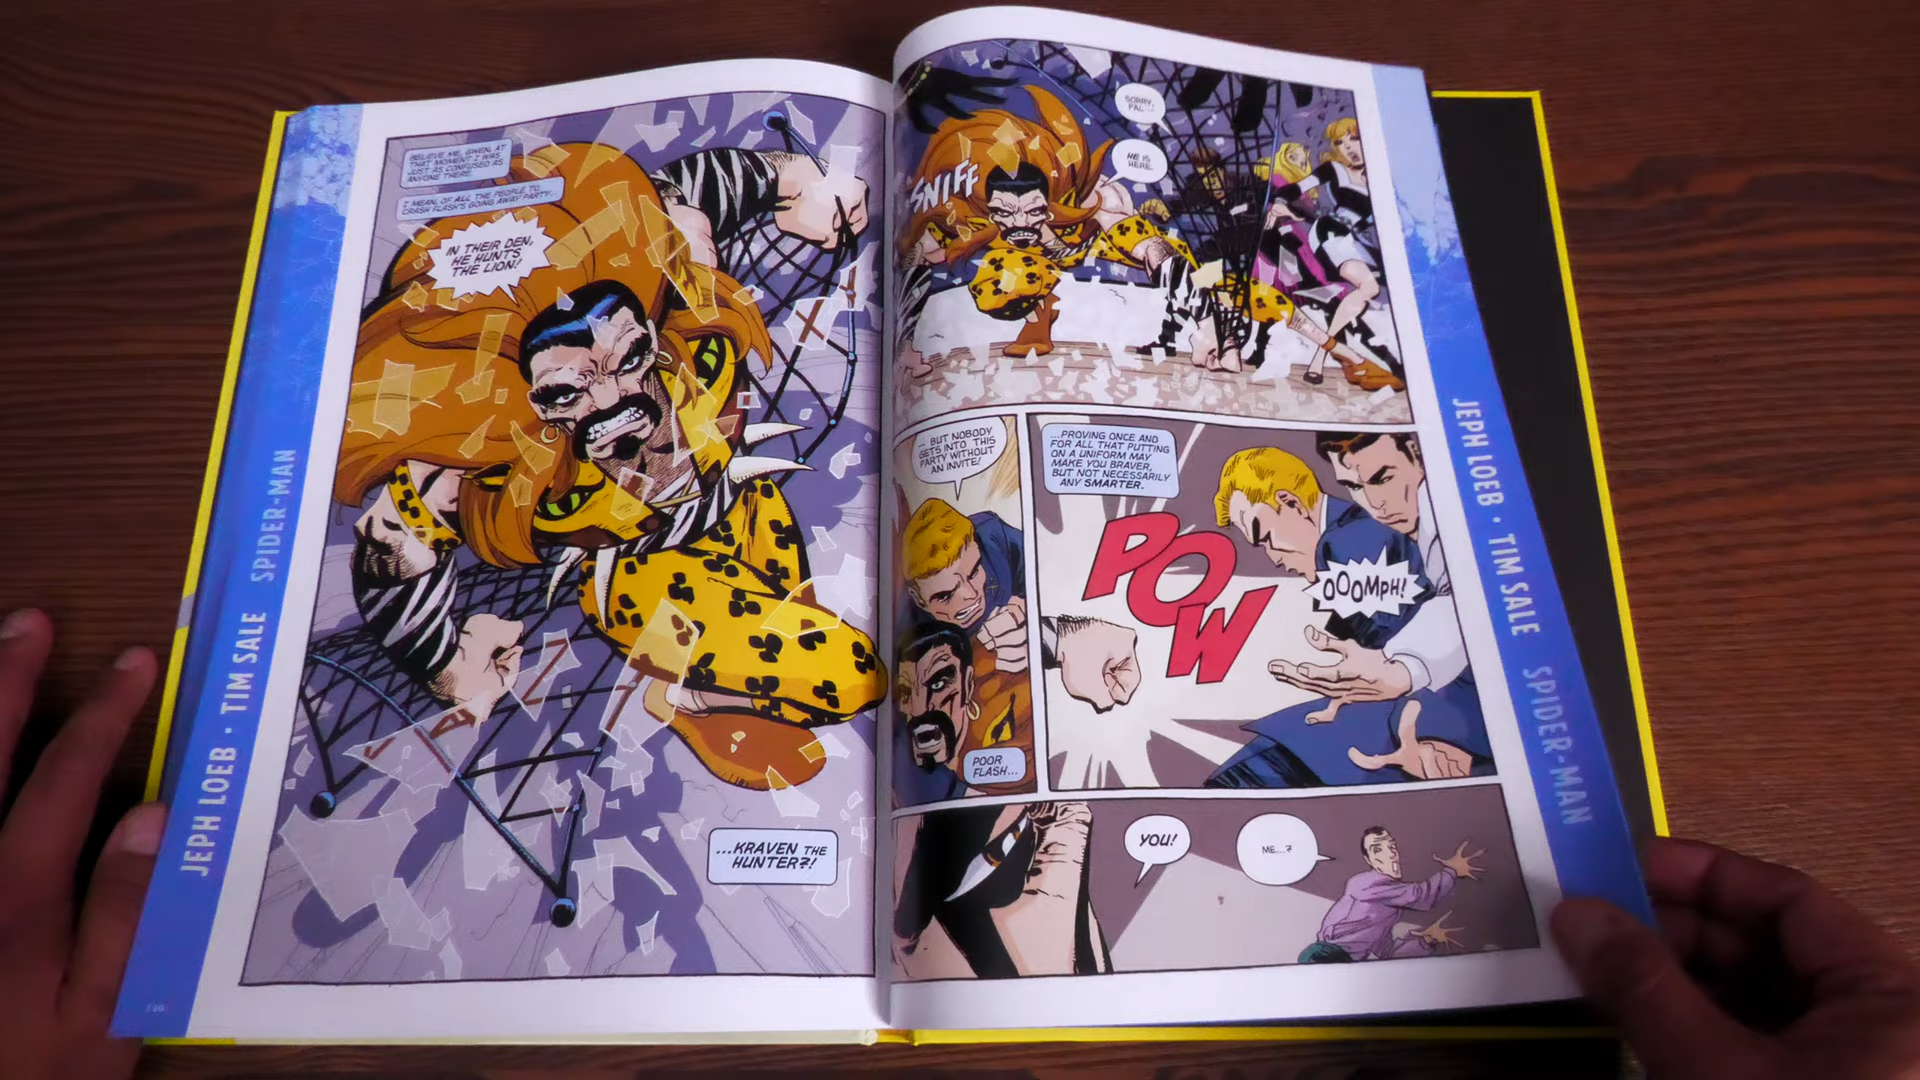 BELIEVE ME, GWEN, AT
THAT MOMENT I WAS
JUST AS CONFUSED AS
ANYONE THERE.
I MEAN, OF ALL THE PEOPLE TO
CRASH FLASH'S GOING AWAY PARTY...
IN THEIR DEN,
HE HUNTS
THE LION!
...KRAVEN THE
HUNTER?!
JEPH LOEB • TIM SALE SPIDER-MAN
SORRY,
PAL...
ME IS
HERE.
SNIFF
-- BUT NOBODY
GETS INTO THIS
PARTY WITHOUT
AN INVITE!
POOR
FLASH...
...PROVING ONCE AND
FOR ALL THAT PUTTING
ON A UNIFORM MAY
MAKE YOU BRAVER,
BUT NOT NECESSARILY
ANY SMARTER.
POW
OOOMPH!
YOU!
ME...?
JEPH LOEB • TIM SALE SPIDER-MAN